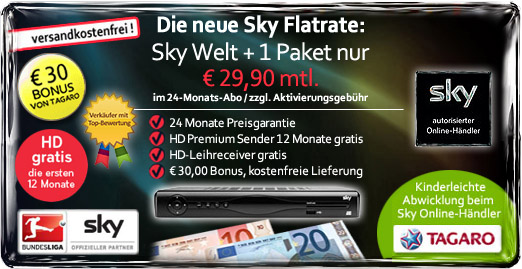 versandkostenfrei !
Die neue Sky Flatrate:
Sky Welt + 1 Paket nur
€ 29,90 mtl.
im 24-Monats-Abo / zzgl. Aktivierungsgebühr
€ 30
BONUS
VON TAGARO
Verkäufer mit
Top-Bewertung
HD
gratis
die ersten
12 Monate
24 Monate Preisgarantie
HD Premium Sender 12 Monate gratis
HD-Leihreceiver gratis
€ 30,00 Bonus, kostenfreie Lieferung
sky
autorisierter
Online-Händler
BUNDESLIGA
sky
OFFIZIELLER PARTNER
sky
10
20
Kinderleichte
Abwicklung beim
Sky Online-Händler
TAGARO